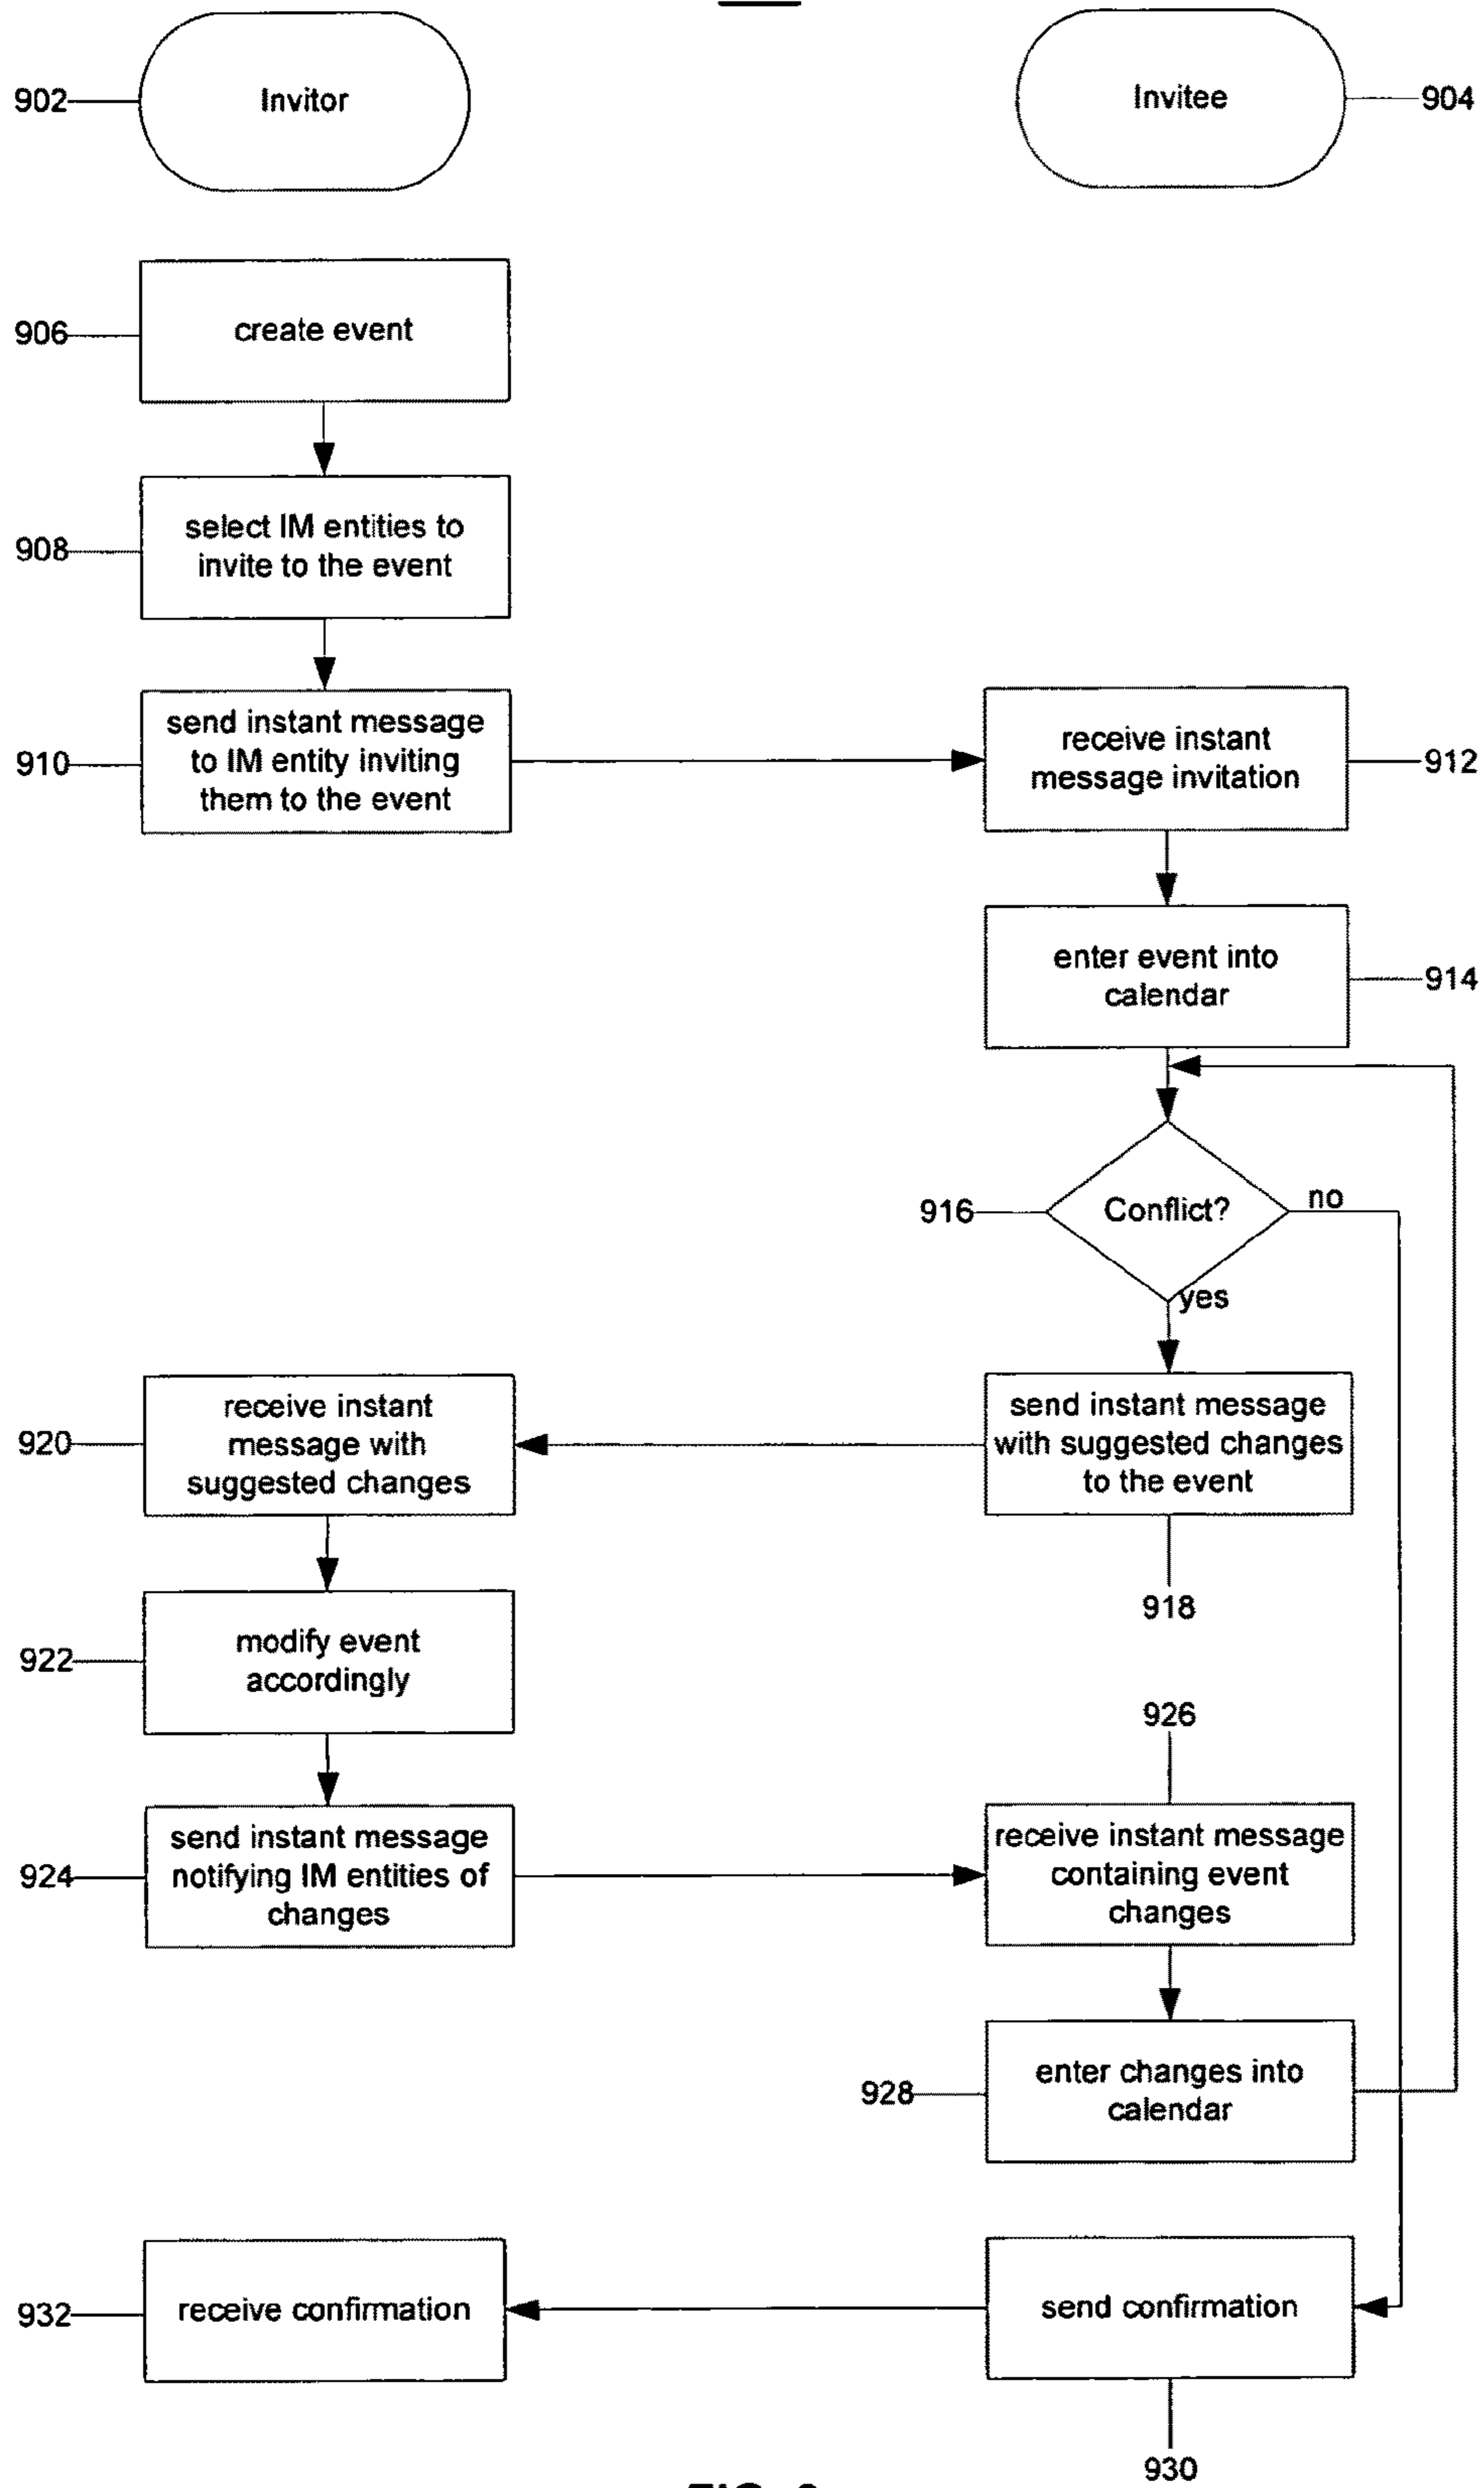 902
Invitor
Invitee
904
906
create event
908
select IM entities to
invite to the event
910
send instant message
to IM entity inviting
them to the event
receive instant
message invitation
912
enter event into
calendar
914
916
Conflict?
no
yes
920
receive instant
message with
suggested changes
send instant message
with suggested changes
to the event
918
922
modify event
accordingly
926
924
send instant message
notifying IM entities of
changes
receive instant message
containing event
changes
928
enter changes into
calendar
932
receive confirmation
send confirmation
930